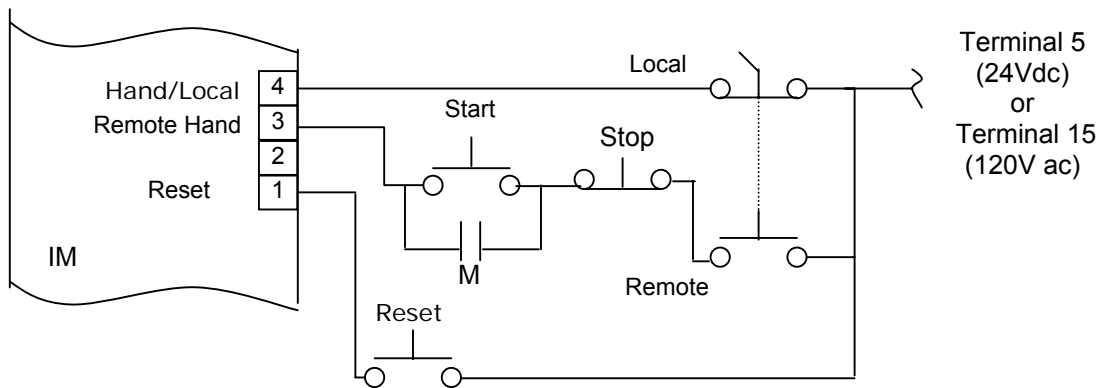 Hand/Local
4
Remote Hand
3
2
Reset
1
IM
Start
M
Stop
Local
Remote
Reset
Terminal 5
(24Vdc)
or
Terminal 15
(120V ac)